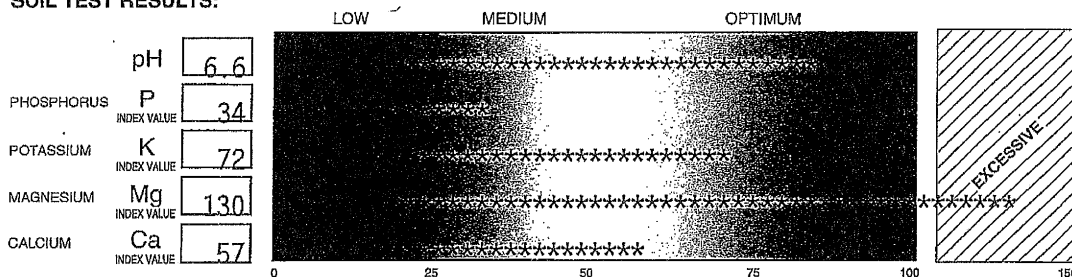 SOIL TEST RESULTS:
LOW MEDIUM OPTIMUM
pH 6.6
PHOSPHORUS P INDEX VALUE 34
POTASSIUM K INDEX VALUE 72
MAGNESIUM Mg INDEX VALUE 130
CALCIUM Ca INDEX VALUE 57
EXCESSIVE
0 25 50 75 100 150